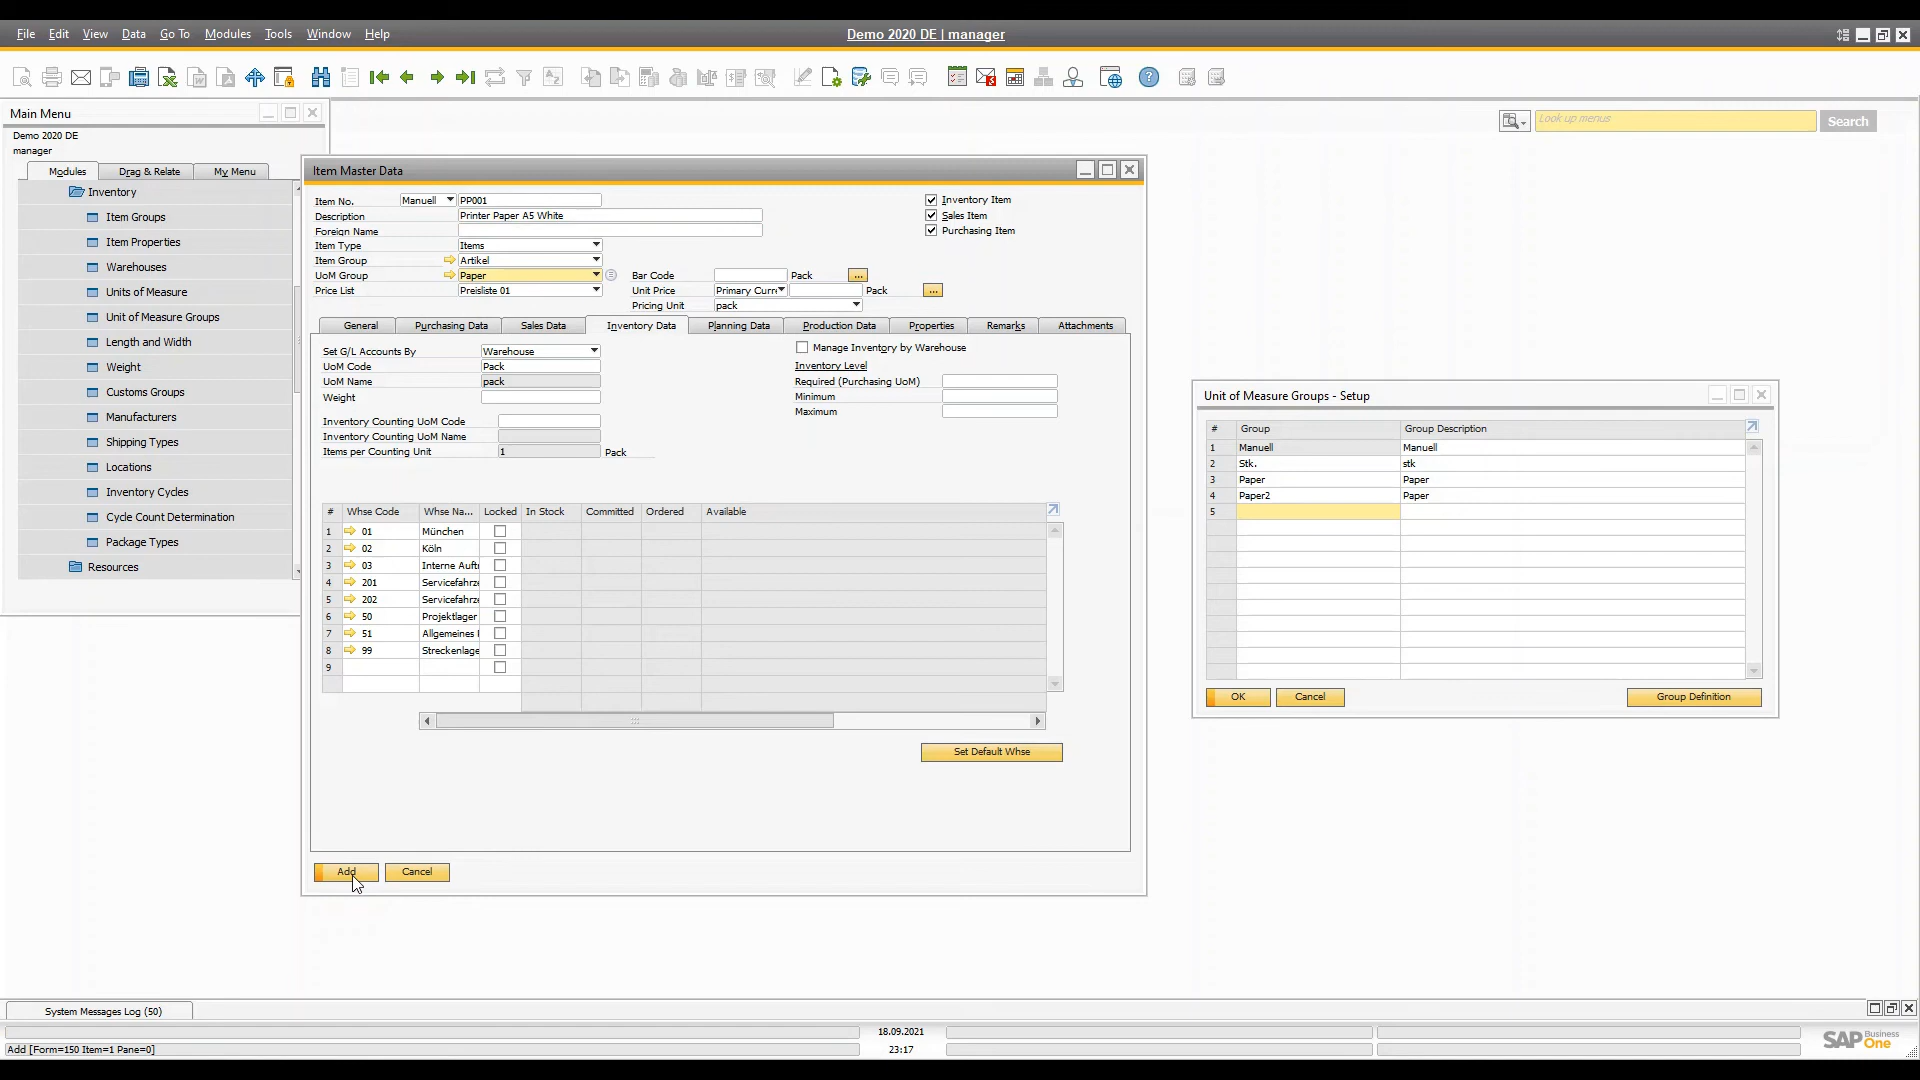 File Edit View Data Go To Modules Tools Window Help
Demo 2020 DE | manager
Main Menu
Demo 2020 DE
manager
Modules Drag & Relate My Menu
Inventory
Item Groups
Item Properties
Warehouses
Units of Measure
Unit of Measure Groups
Length and Width
Weight
Customs Groups
Manufacturers
Shipping Types
Locations
Inventory Cycles
Cycle Count Determination
Package Types
Resources
Look up menus
Search
Item Master Data
Item No. Manuell PP001
Description Printer Paper A5 White
Foreign Name
Item Type Items
Item Group Artikel
UoM Group Paper
Price List Preisliste 01
Inventory Item
Sales Item
Purchasing Item
Bar Code Pack ...
Unit Price Primary Curr Pack ...
Pricing Unit pack
General Purchasing Data Sales Data Inventory Data Planning Data Production Data Properties Remarks Attachments
Set G/L Accounts By Warehouse
UoM Code Pack
UoM Name pack
Weight
Inventory Counting UoM Code
Inventory Counting UoM Name
Items per Counting Unit 1 Pack
Manage Inventory by Warehouse
Inventory Level
Required (Purchasing UoM)
Minimum
Maximum
# Whse Code Whse Na... Locked In Stock Committed Ordered Available
1 01 München
2 02 Köln
3 03 Interne Auftr
4 201 Servicefahrze
5 202 Servicefahrze
6 50 Projektlager
7 51 Allgemeines
8 99 Streckenlage
9
Set Default Whse
Add Cancel
Unit of Measure Groups - Setup
# Group Group Description
1 Manuell Manuell
2 Stk. stk
3 Paper Paper
4 Paper2 Paper
5
OK Cancel Group Definition
System Messages Log (50)
18.09.2021
Add [Form=150 Item=1 Pane=0] 23:17
SAP Business One